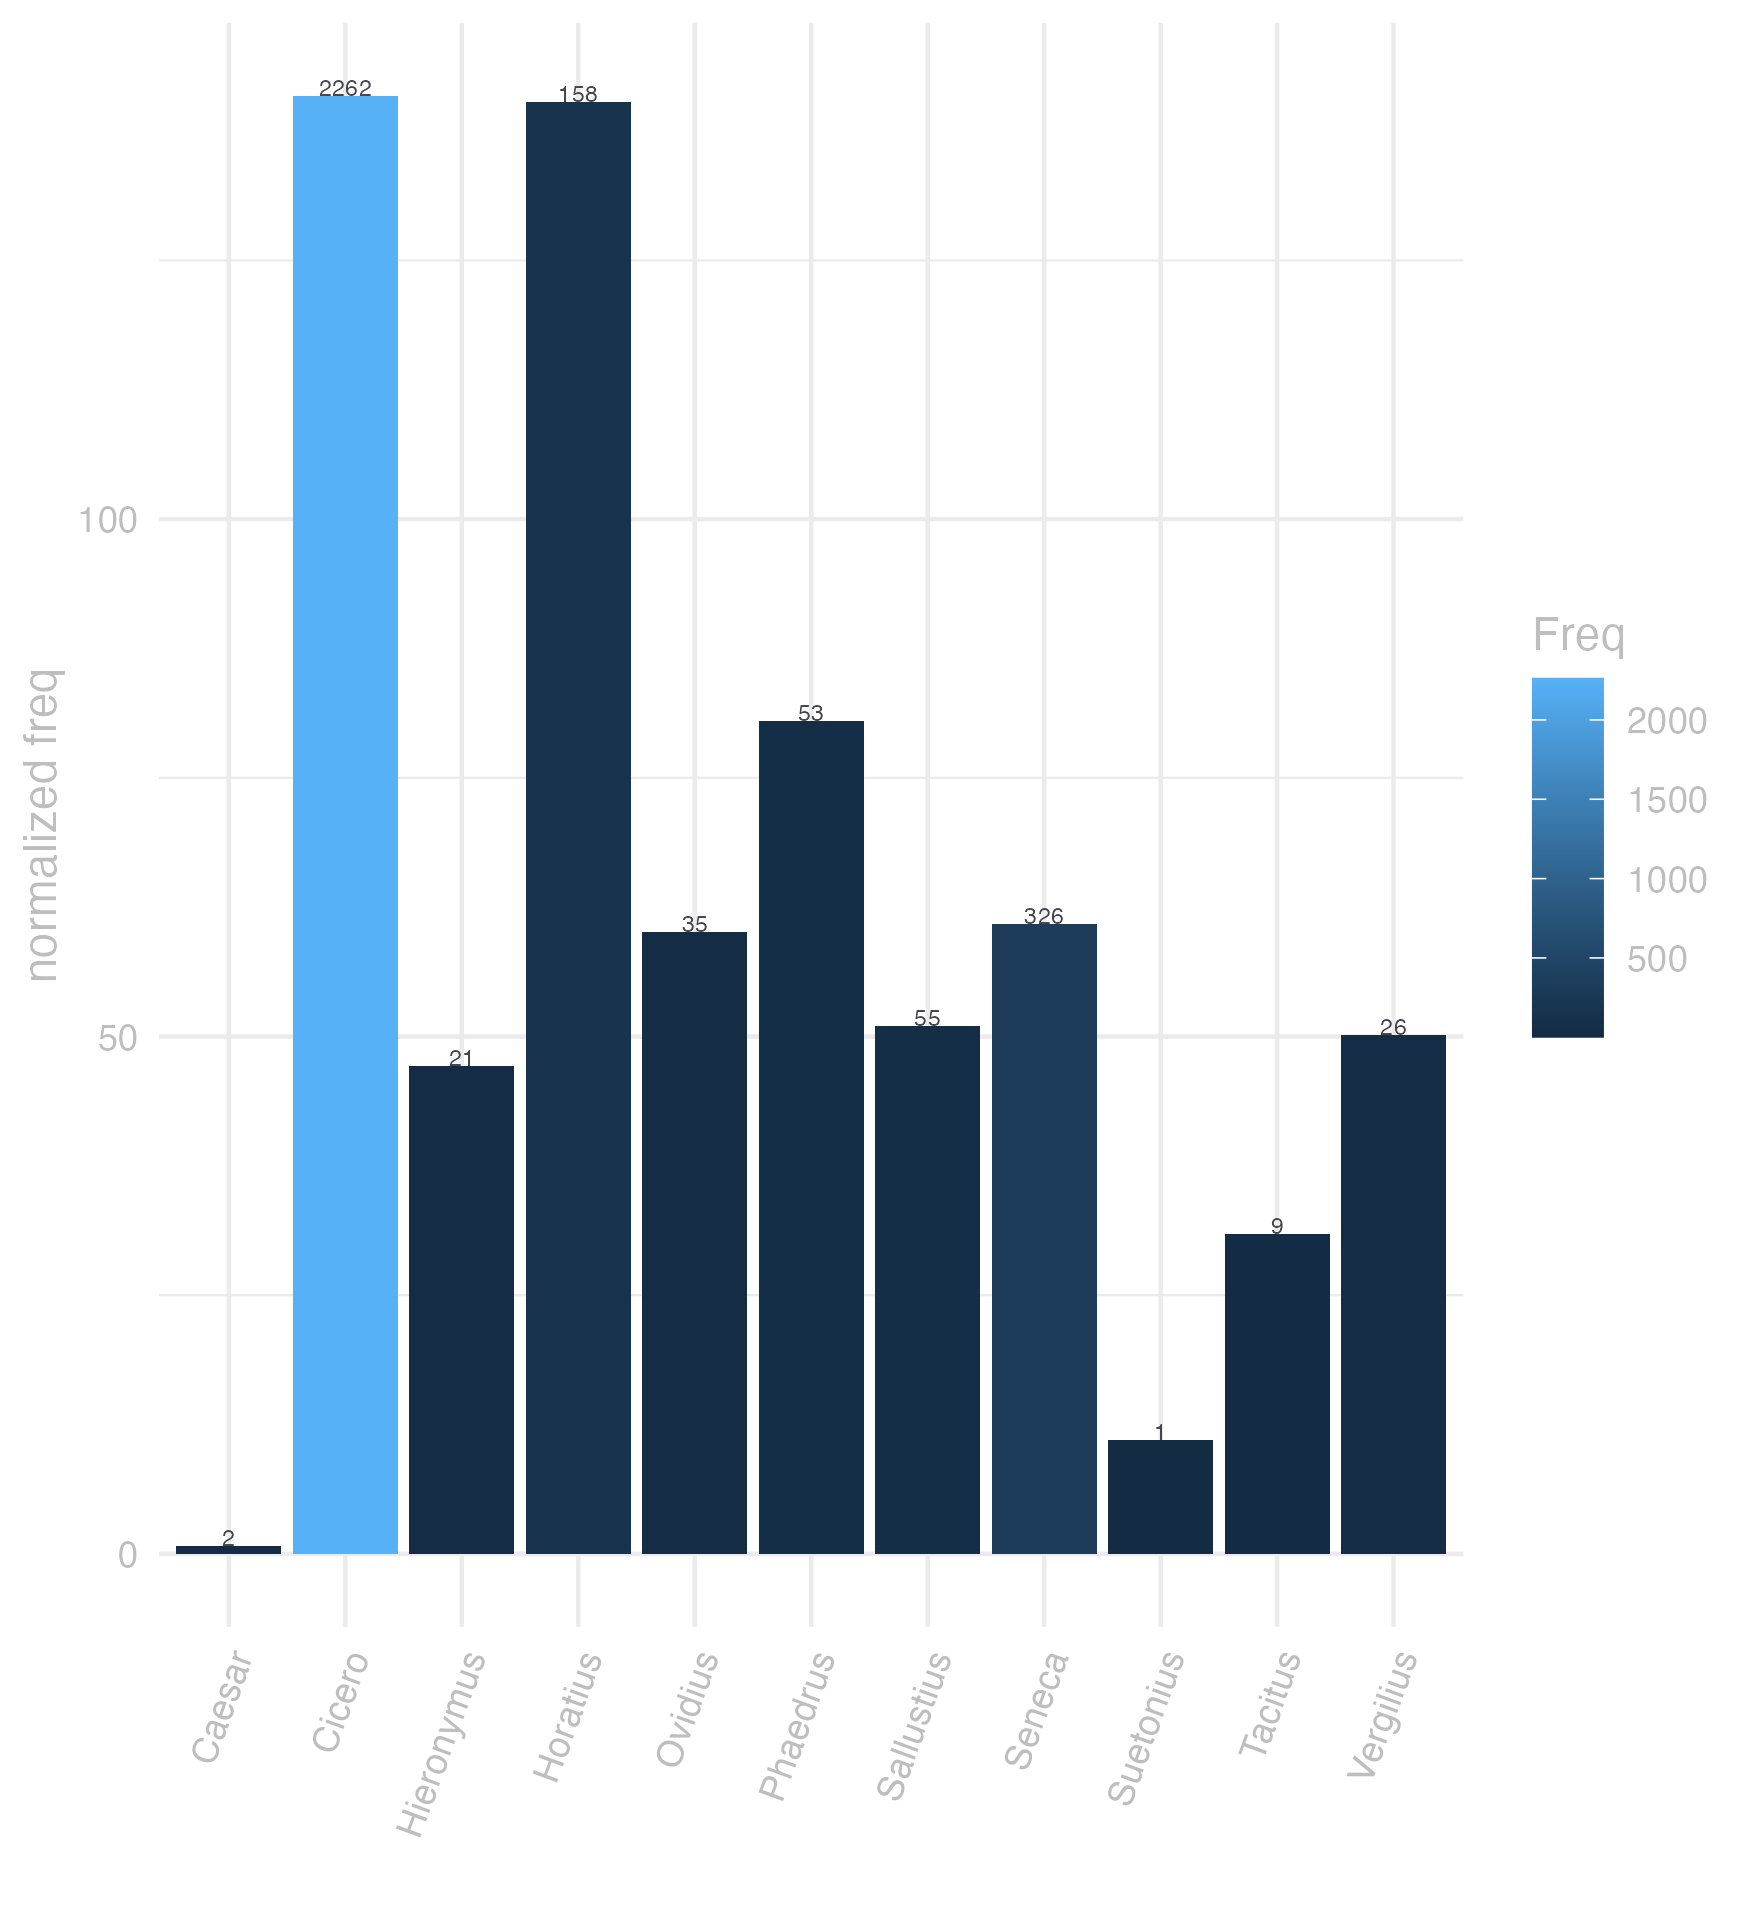 2262
158
53
326
35
55
26
21
9
1
2
100
50
0
normalized freq
Caesar
Cicero
Hieronymus
Horatius
Ovidius
Phaedrus
Sallustius
Seneca
Suetonius
Tacitus
Vergilius
Freq
2000
1500
1000
500